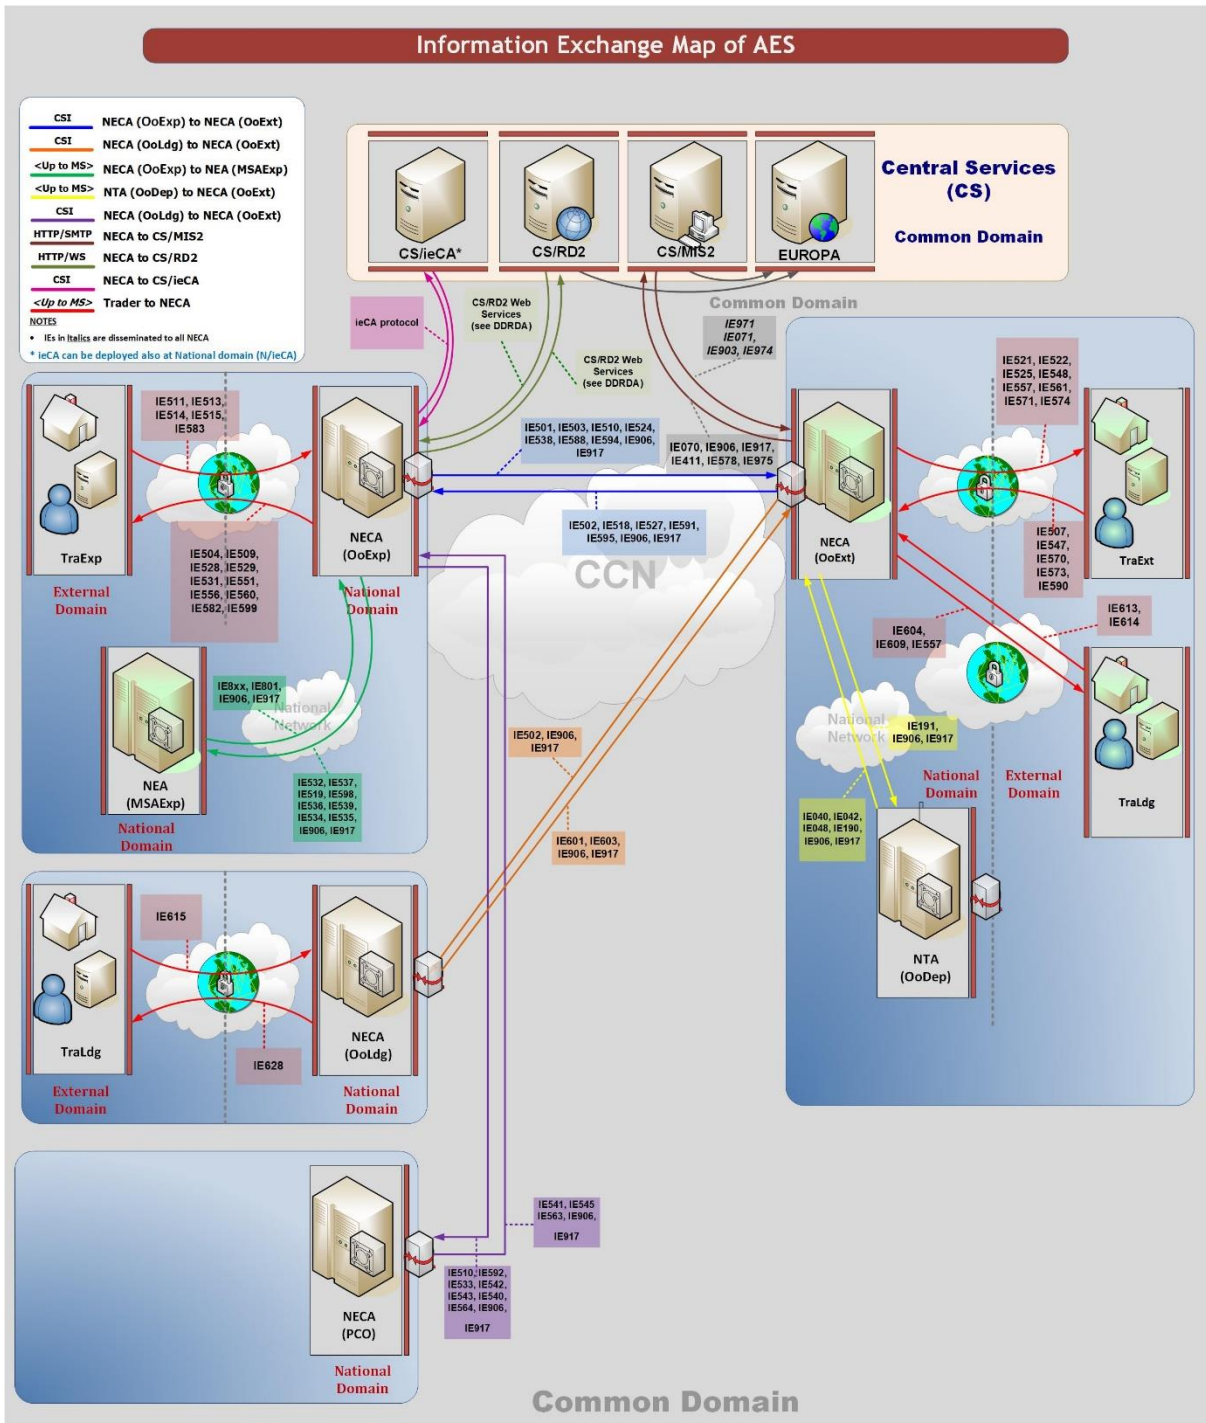 Information Exchange Map of AES
CSI NECA (OoExp) to NECA (OoExt)
CSI NECA (OoLdg) to NECA (OoExt)
<Up to MS> NECA (OoExp) to NEA (MSAExp)
<Up to MS> NTA (OoDep) to NECA (OoExt)
CSI NECA (OoLdg) to NECA (OoExt)
HTTP/SMTP NECA to CS/MIS2
HTTP/WS NECA to CS/RD2
CSI NECA to CS/ieCA
<Up to MS> Trader to NECA
NOTES
• IEs in Italics are disseminated to all NECA
* ieCA can be deployed also at National domain (N/ieCA)
CS/ieCA*
CS/RD2
CS/MIS2
EUROPA
Central Services
(CS)
Common Domain
Common Domain
ieCA protocol
CS/RD2 Web
Services
(see DDRDA)
CS/RD2 Web
Services
(see DDRDA)
IE971
IE071,
IE903, IE974
IE070, IE906, IE917,
IE411, IE578, IE975
IE511, IE513,
IE514, IE515,
IE583
TraExp
External
Domain
IE504, IE509,
IE528, IE529,
IE531, IE551,
IE556, IE560,
IE582, IE599
NECA
(OoExp)
National
Domain
IE501, IE503, IE510, IE524,
IE538, IE588, IE594, IE906,
IE917
IE502, IE518, IE527, IE591,
IE595, IE906, IE917
CCN
NECA
(OoExt)
IE521, IE522,
IE525, IE548,
IE557, IE561,
IE571, IE574
IE507,
IE547,
IE570,
IE573,
IE590
TraExt
IE604,
IE609, IE557
IE613,
IE614
TraLdg
National
Domain
External
Domain
National
Network
IE191,
IE906, IE917
IE040, IE042,
IE048, IE190,
IE906, IE917
NTA
(OoDep)
NEA
(MSAExp)
National
Domain
IE8xx, IE801,
IE906, IE917
National
Network
IE532, IE537,
IE519, IE598,
IE536, IE539,
IE534, IE535,
IE906, IE917
IE502, IE906,
IE917
IE601, IE603,
IE906, IE917
IE615
TraLdg
External
Domain
IE628
NECA
(OoLdg)
National
Domain
NECA
(PCO)
National
Domain
IE541, IE545
IE563, IE906,
IE917
IE510, IE592,
IE533, IE542,
IE543, IE540,
IE564, IE906,
IE917
Common Domain